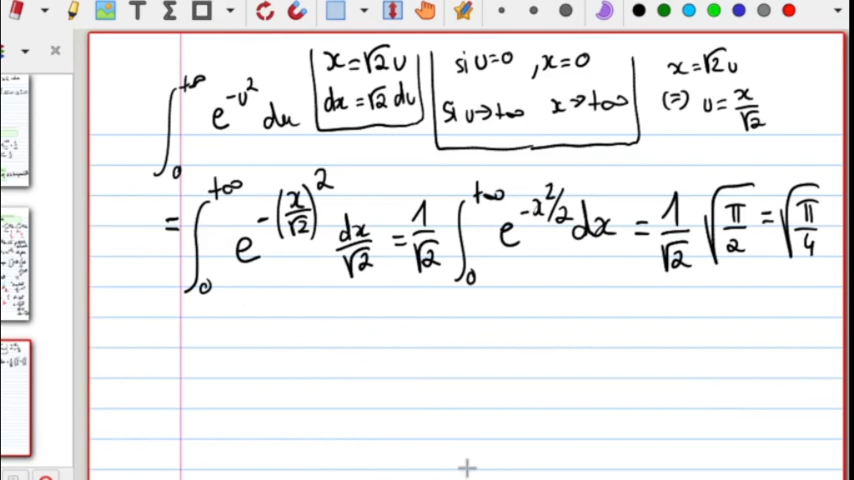 ∫₀^{+∞} e^{-u²} du | x = √2 u | si u=0 , x=0 | x = √2 u
dx = √2 du | si u→+∞ x→+∞ | (=) u = x/√2
= ∫₀^{+∞} e^{-(x/√2)²} dx/√2 = 1/√2 ∫₀^{+∞} e^{-x²/2} dx = 1/√2 √(π/2) = √(π/4)